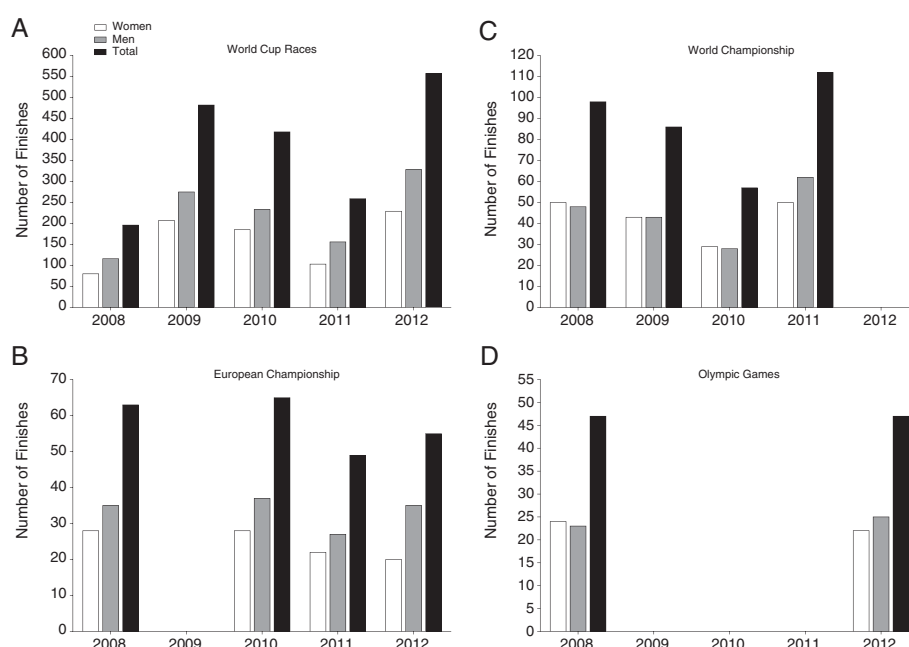 A
Women
Men
Total
World Cup Races
Number of Finishes
600
550
500
450
400
350
300
250
200
150
100
50
0
2008 2009 2010 2011 2012
C
World Championship
Number of Finishes
120
110
100
90
80
70
60
50
40
30
20
10
0
2008 2009 2010 2011 2012
B
European Championship
Number of Finishes
70
60
50
40
30
20
10
0
2008 2009 2010 2011 2012
D
Olympic Games
Number of Finishes
55
50
45
40
35
30
25
20
15
10
5
0
2008 2009 2010 2011 2012